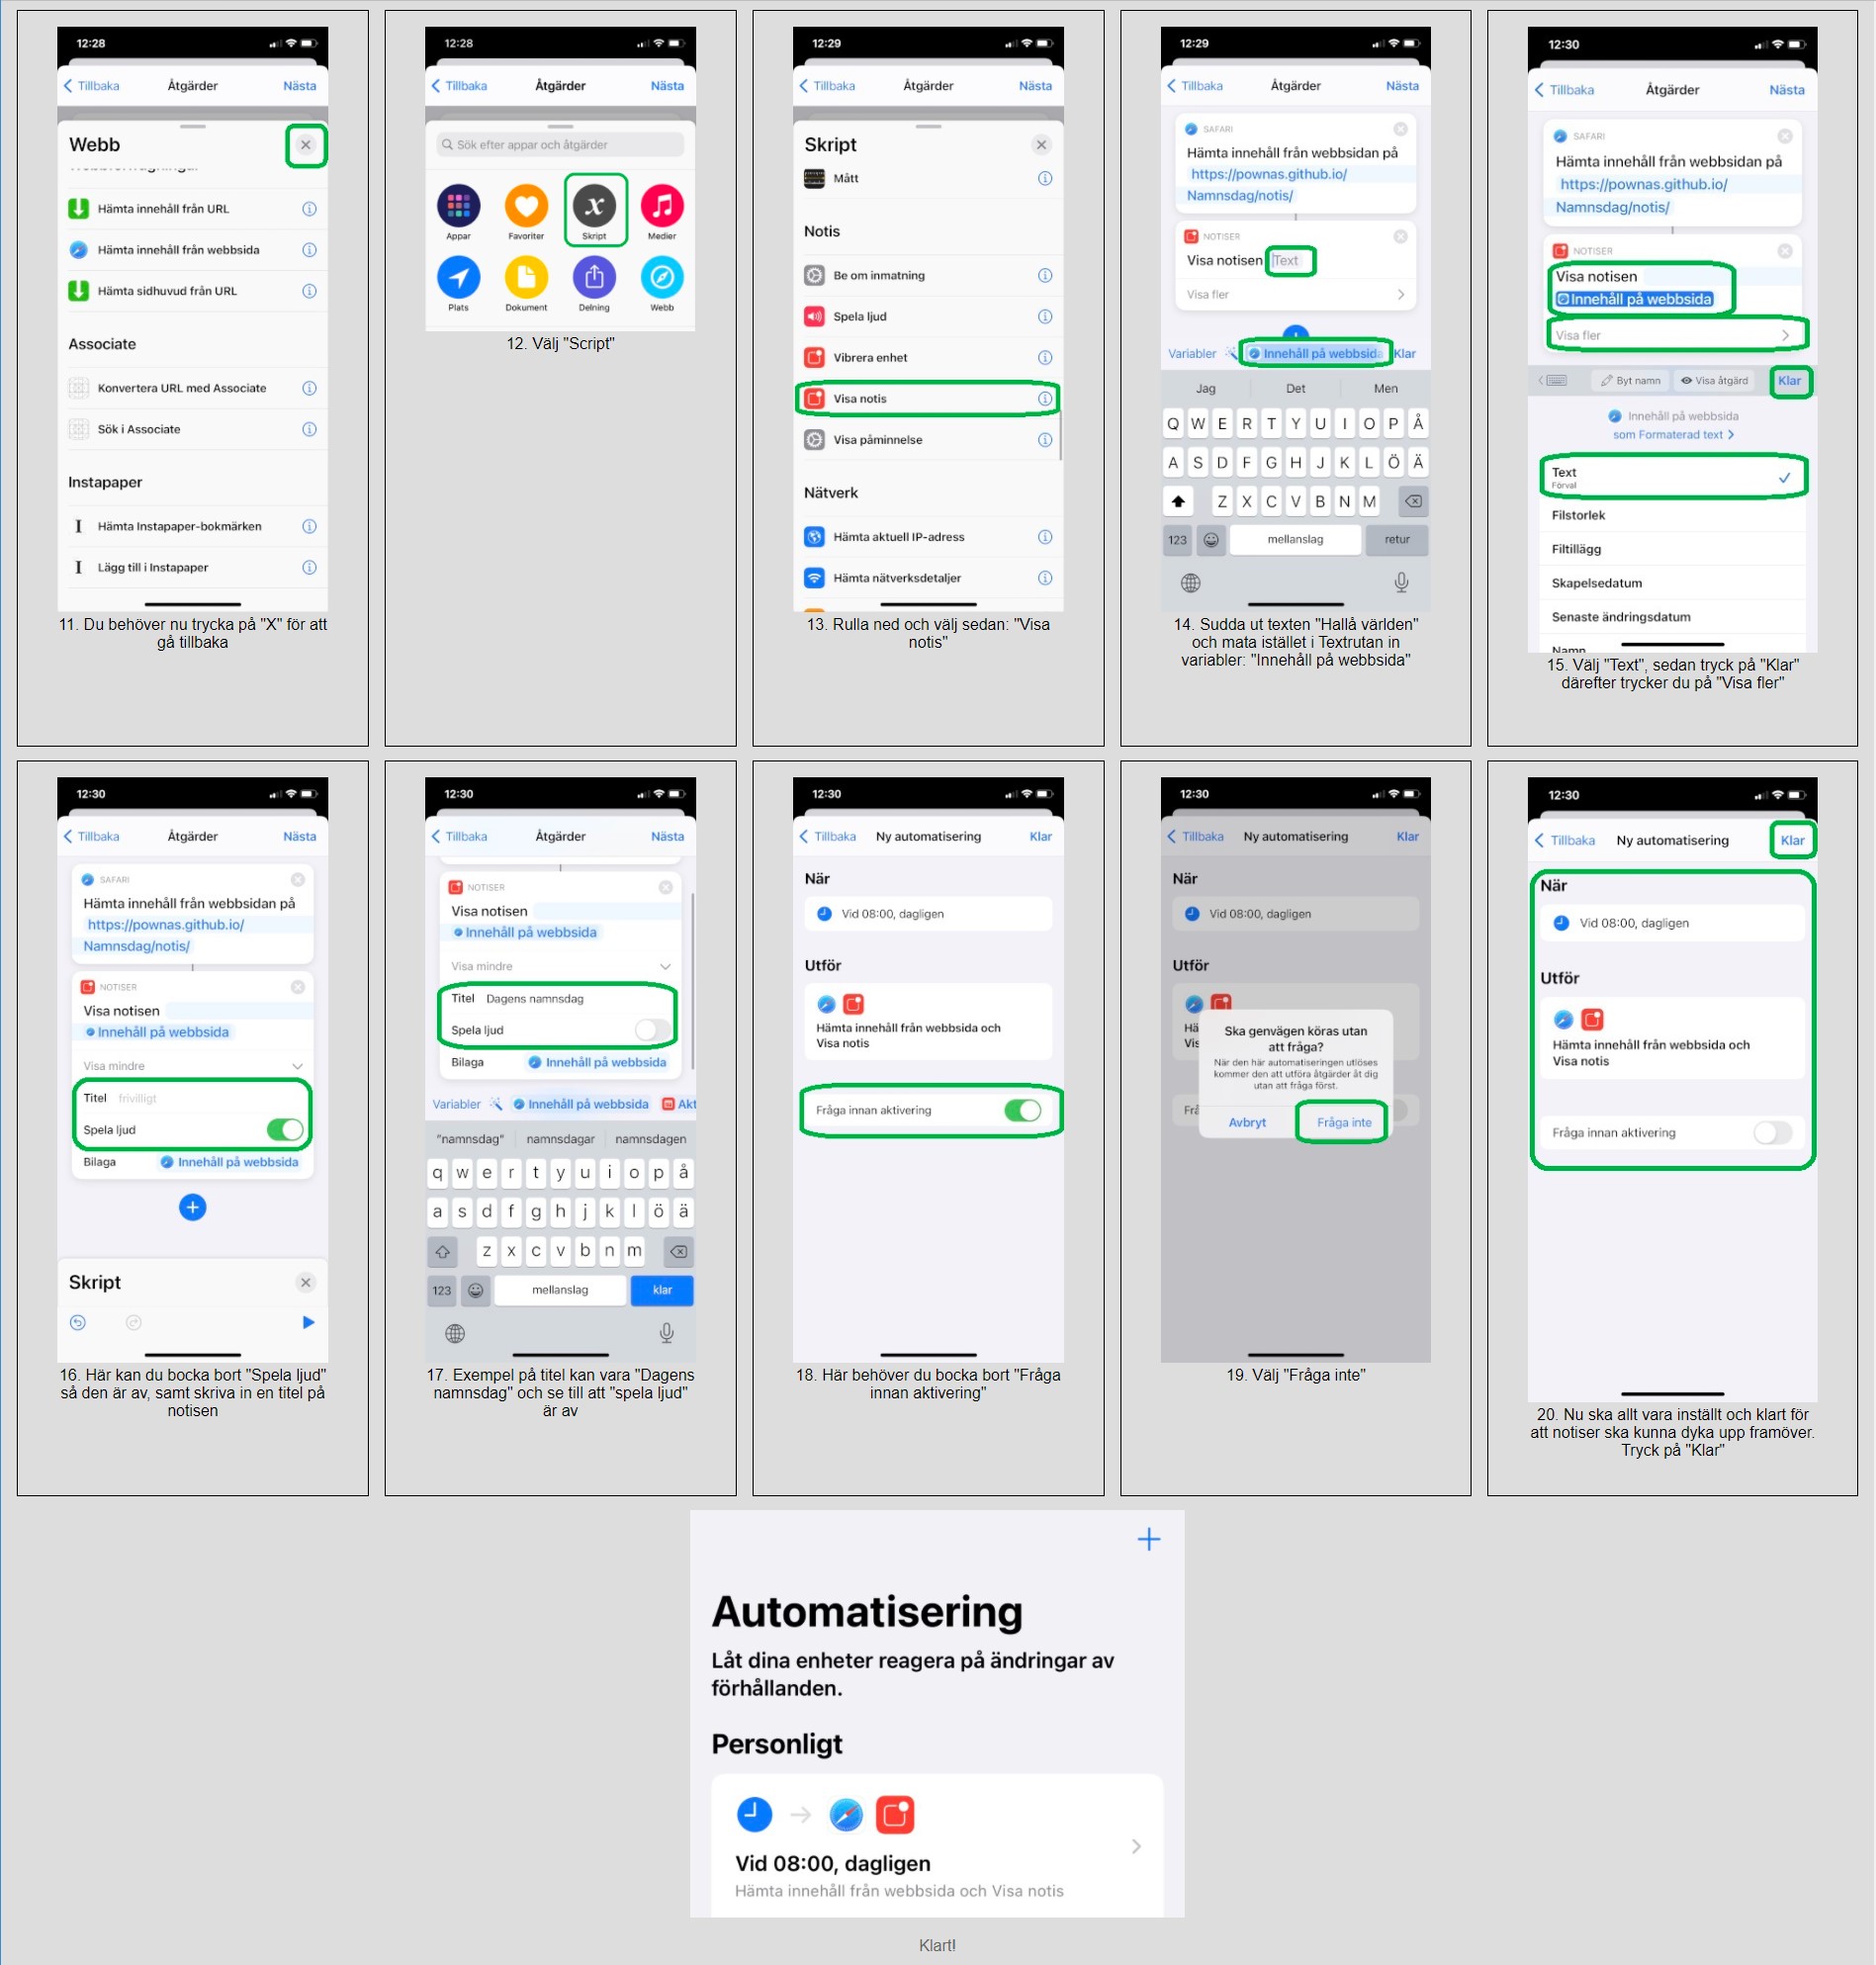 12:28
Tillbaka Åtgärder Nästa
Webb
Hämta innehåll från URL
Hämta innehåll från webbsida
Hämta sidhuvud från URL
Associate
Konvertera URL med Associate
Sök i Associate
Instapaper
Hämta Instapaper-bokmärken
Lägg till i Instapaper
11. Du behöver nu trycka på "X" för att
gå tillbaka
12:28
Tillbaka Åtgärder Nästa
Sök efter appar och åtgärder
Appar Favoriter Skript Medier
Plats Dokument Delning Webb
12. Välj "Script"
12:29
Tillbaka Åtgärder Nästa
Skript
Mått
Notis
Be om inmatning
Spela ljud
Vibrera enhet
Visa notis
Visa påminnelse
Nätverk
Hämta aktuell IP-adress
Hämta nätverksdetaljer
13. Rulla ned och välj sedan: "Visa
notis"
12:29
Tillbaka Åtgärder Nästa
SAFARI
Hämta innehåll från webbsidan på
https://pownas.github.io/
Namnsdag/notis/
NOTISER
Visa notisen Text
Visa fler
Variabler Innehåll på webbsida Klar
Jag Det Men
Q W E R T Y U I O P Å
A S D F G H J K L Ö Ä
Z X C V B N M
123 mellanslag retur
14. Sudda ut texten "Hallå världen"
och mata istället i Textrutan in
variabler: "Innehåll på webbsida"
12:30
Tillbaka Åtgärder Nästa
SAFARI
Hämta innehåll från webbsidan på
https://pownas.github.io/
Namnsdag/notis/
NOTISER
Visa notisen
Innehåll på webbsida
Visa fler
Byt namn Visa åtgärd Klar
Innehåll på webbsida
som Formaterad text
Text
Förval
Filstorlek
Filtillägg
Skapelsedatum
Senaste ändringsdatum
Namn
15. Välj "Text", sedan tryck på "Klar"
därefter trycker du på "Visa fler"
12:30
Tillbaka Åtgärder Nästa
SAFARI
Hämta innehåll från webbsidan på
https://pownas.github.io/
Namnsdag/notis/
NOTISER
Visa notisen
Innehåll på webbsida
Visa mindre
Titel frivilligt
Spela ljud
Bilaga Innehåll på webbsida
Skript
16. Här kan du bocka bort "Spela ljud"
så den är av, samt skriva in en titel på
notisen
12:30
Tillbaka Åtgärder Nästa
NOTISER
Visa notisen
Innehåll på webbsida
Visa mindre
Titel Dagens namnsdag
Spela ljud
Bilaga Innehåll på webbsida
Variabler Innehåll på webbsida Akt
"namnsdag" namnsdagar namnsdagen
q w e r t y u i o p å
a s d f g h j k l ö ä
z x c v b n m
123 mellanslag klar
17. Exempel på titel kan vara "Dagens
namnsdag" och se till att "spela ljud"
är av
12:30
Tillbaka Ny automatisering Klar
När
Vid 08:00, dagligen
Utför
Hämta innehåll från webbsida och
Visa notis
Fråga innan aktivering
18. Här behöver du bocka bort "Fråga
innan aktivering"
12:30
Tillbaka Ny automatisering Klar
När
Vid 08:00, dagligen
Utför
Hä
Vis
Frå
Ska genvägen köras utan
att fråga?
När den här automatiseringen utlöses
kommer den att utföra åtgärder åt dig
utan att fråga först.
Avbryt Fråga inte
19. Välj "Fråga inte"
12:30
Tillbaka Ny automatisering Klar
När
Vid 08:00, dagligen
Utför
Hämta innehåll från webbsida och
Visa notis
Fråga innan aktivering
20. Nu ska allt vara inställt och klart för
att notiser ska kunna dyka upp framöver.
Tryck på "Klar"
Automatisering
Låt dina enheter reagera på ändringar av
förhållanden.
Personligt
Vid 08:00, dagligen
Hämta innehåll från webbsida och Visa notis
Klart!